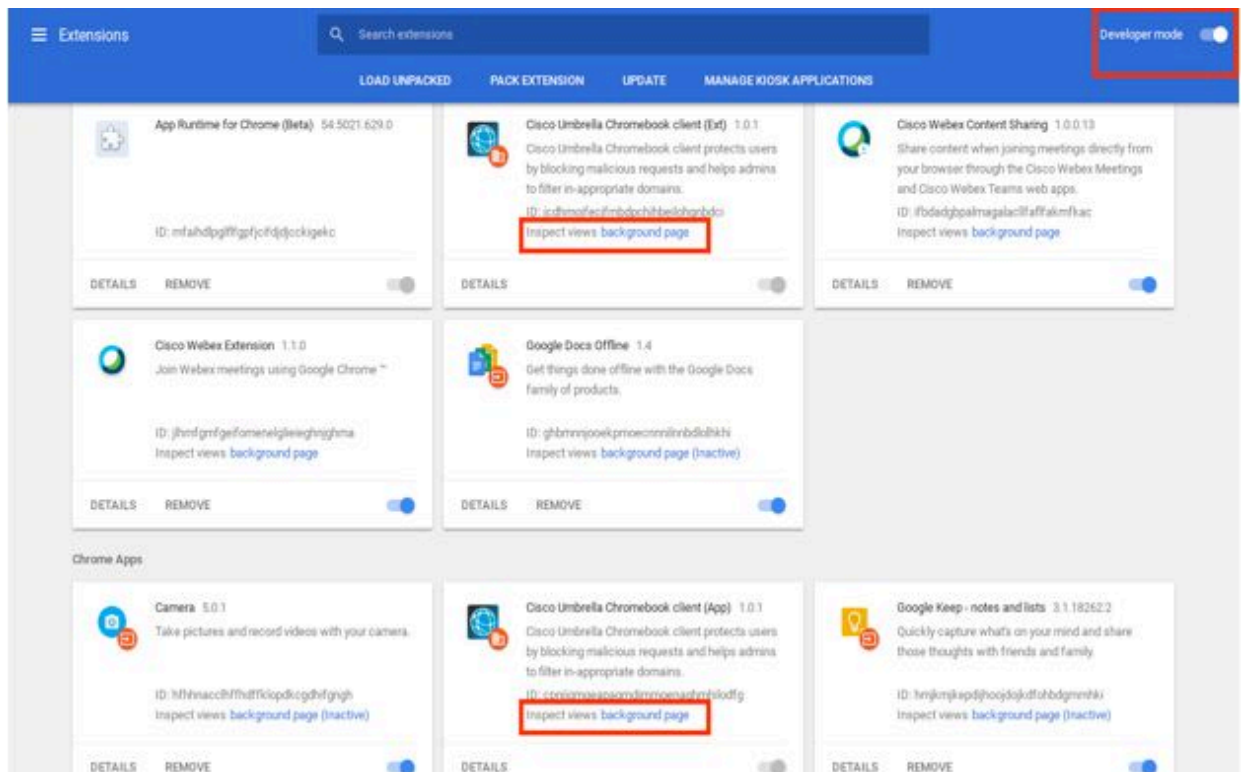 Extensions
Search extensions
Developer mode
LOAD UNPACKED PACK EXTENSION UPDATE MANAGE KIOSK APPLICATIONS
App Runtime for Chrome (Beta) 54.5021.629.0
ID:
DETAILS REMOVE
Cisco Umbrella Chromebook client (Ext) 1.0.1
Cisco Umbrella Chromebook client protects users
by blocking malicious requests and helps admins
to filter in-appropriate domains.
ID:
Inspect views background page
DETAILS
Cisco Webex Content Sharing 1.0.0.13
Share content when joining meetings directly from
your browser through the Cisco Webex Meetings
and Cisco Webex Teams web apps.
ID:
Inspect views background page
DETAILS REMOVE
Cisco Webex Extension 1.1.0
Join Webex meetings using Google Chrome ™
ID:
Inspect views background page
DETAILS REMOVE
Google Docs Offline 1.4
Get things done offline with the Google Docs
family of products.
ID:
Inspect views background page (Inactive)
DETAILS REMOVE
Chrome Apps
Camera 5.0.1
Take pictures and record videos with your camera.
ID:
Inspect views background page (Inactive)
DETAILS REMOVE
Cisco Umbrella Chromebook client (App) 1.0.1
Cisco Umbrella Chromebook client protects users
by blocking malicious requests and helps admins
to filter in-appropriate domains.
ID:
Inspect views background page
DETAILS
Google Keep - notes and lists 3.1.18262.2
Quickly capture what's on your mind and share
those thoughts with friends and family.
ID:
Inspect views background page (Inactive)
DETAILS REMOVE